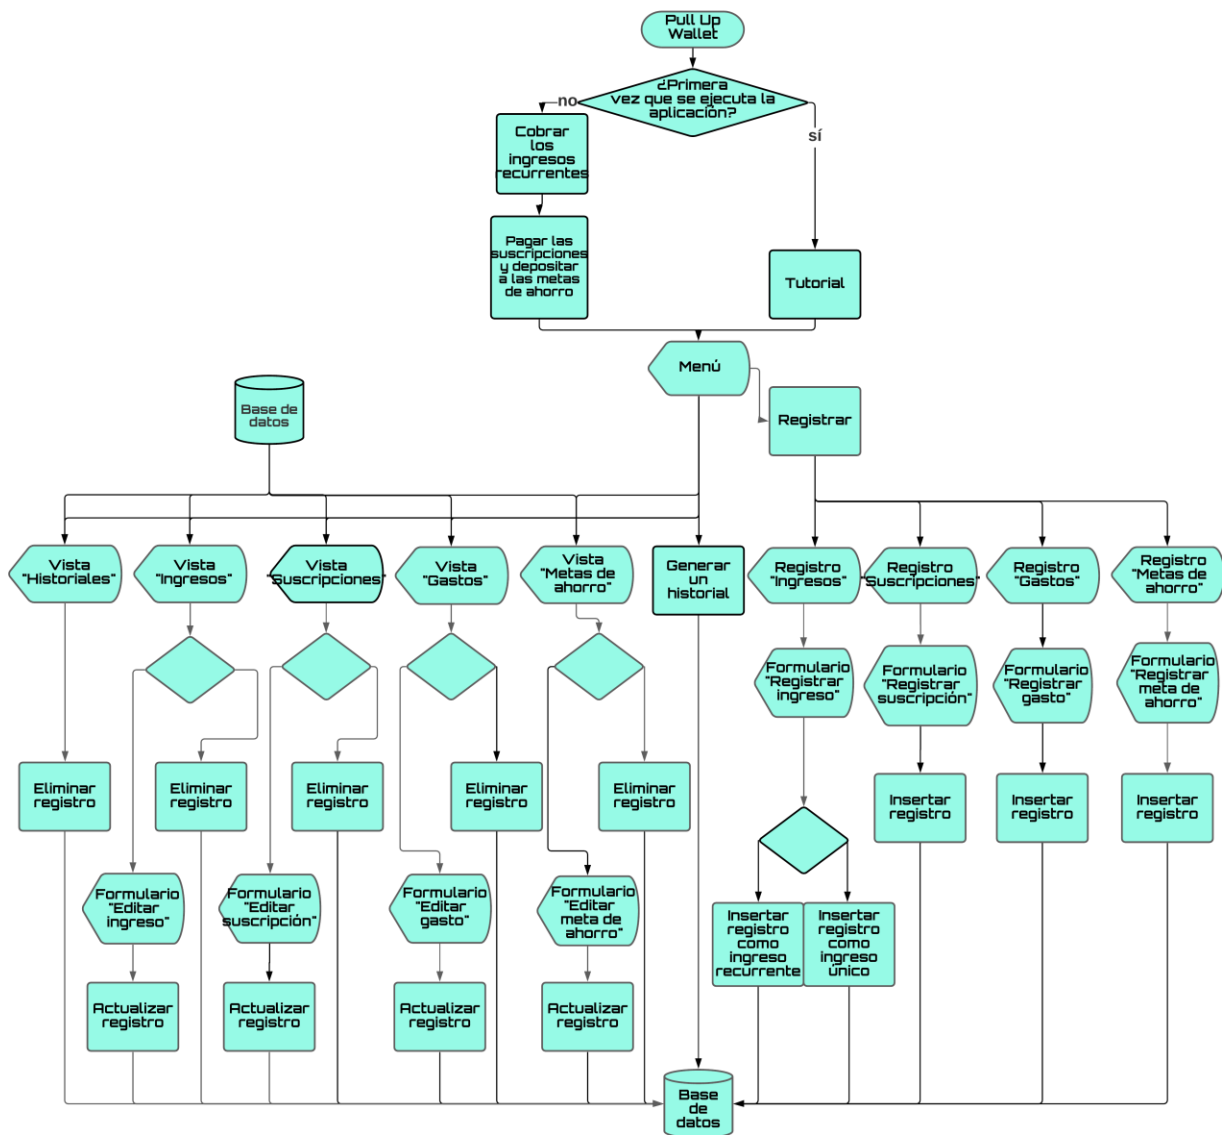 Pull Up
Wallet
¿Primera
vez que se ejecuta la
aplicación?
no
sí
Cobrar
los
ingresos
recurrentes
Pagar las
suscripciones
y depositar
a las metas
de ahorro
Tutorial
Menú
Registrar
Base de
datos
Vista
"Historiales"
Vista
"Ingresos"
Vista
"Suscripciones"
Vista
"Gastos"
Vista
"Metas de
ahorro"
Generar
un
historial
Registro
"Ingresos"
Registro
"Suscripciones"
Registro
"Gastos"
Registro
"Metas de
ahorro"
Formulario
"Registrar
ingreso"
Formulario
"Registrar
suscripción"
Formulario
"Registrar
gasto"
Formulario
"Registrar
meta de
ahorro"
Eliminar
registro
Eliminar
registro
Eliminar
registro
Eliminar
registro
Eliminar
registro
Insertar
registro
Insertar
registro
Insertar
registro
Formulario
"Editar
ingreso"
Formulario
"Editar
suscripción"
Formulario
"Editar
gasto"
Formulario
"Editar
meta de
ahorro"
Insertar
registro
como
ingreso
recurrente
Insertar
registro
como
ingreso
único
Actualizar
registro
Actualizar
registro
Actualizar
registro
Actualizar
registro
Base
de
datos